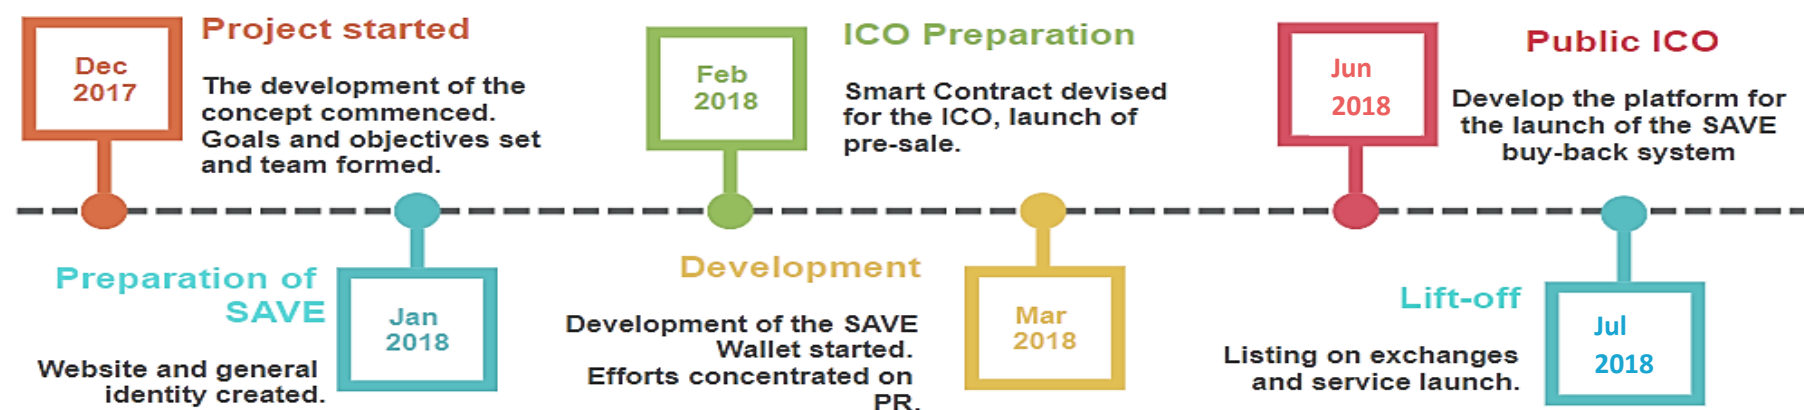 Dec
2017
Project started
The development of the
concept commenced.
Goals and objectives set
and team formed.
Preparation of
SAVE
Website and general
identity created.
Jan
2018
Feb
2018
ICO Preparation
Smart Contract devised
for the ICO, launch of
pre-sale.
Development
Development of the SAVE
Wallet started.
Efforts concentrated on
PR.
Mar
2018
Jun
2018
Public ICO
Develop the platform for
the launch of the SAVE
buy-back system
Lift-off
Listing on exchanges
and service launch.
Jul
2018